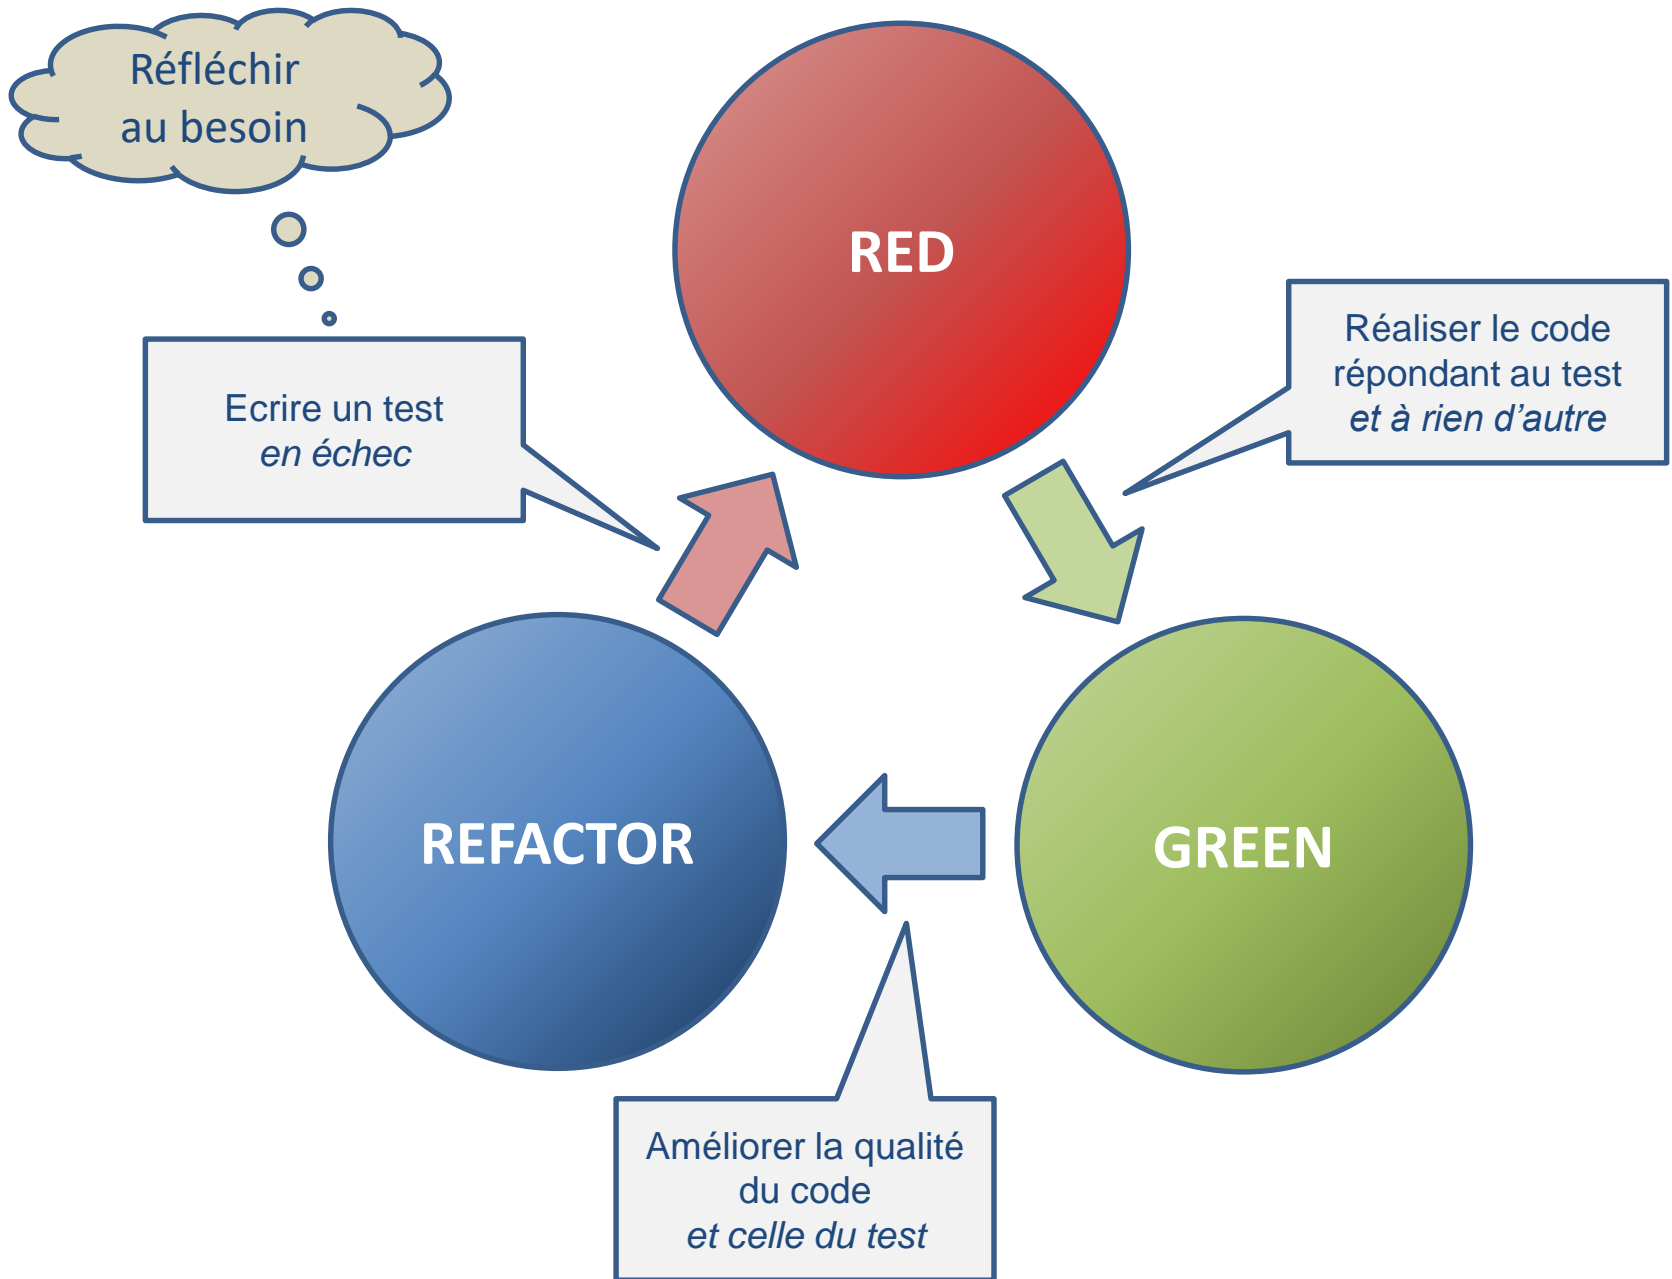 Réfléchir
au besoin
RED
Réaliser le code
répondant au test
et à rien d’autre
Ecrire un test
en échec
REFACTOR
GREEN
Améliorer la qualité
du code
et celle du test